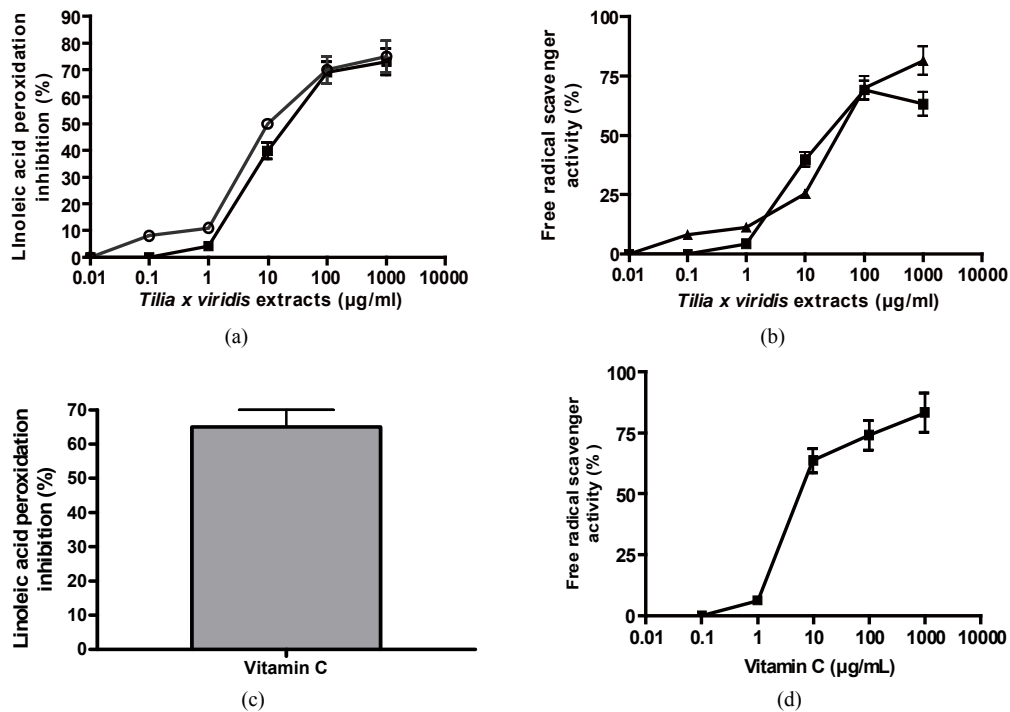 90
80
70
60
50
40
30
20
10
0
LInoleic acid peroxidation
inhibition (%)
0.01 0.1 1 10 100 1000 10000
Tilia x viridis extracts (µg/ml)
(a)
100
75
50
25
0
Free radical scavenger
activity (%)
0.01 0.1 1 10 100 1000 10000
Tilia x viridis extracts (µg/ml)
(b)
70
60
50
40
30
20
10
0
Linoleic acid peroxidation
inhibition (%)
Vitamin C
(c)
100
75
50
25
0
Free radical scavenger
activity (%)
0.01 0.1 1 10 100 1000 10000
Vitamin C (µg/mL)
(d)